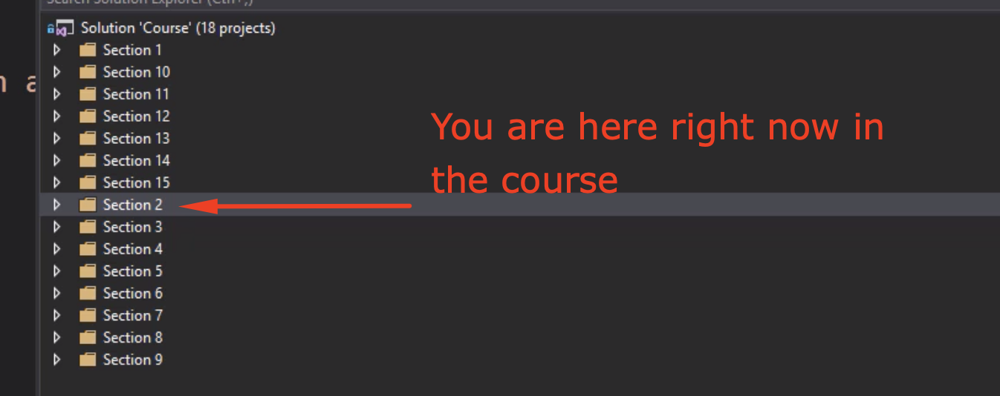 Search Solution Explorer (Ctrl+;)
Solution 'Course' (18 projects)
Section 1
Section 10
Section 11
Section 12
Section 13
Section 14
Section 15
Section 2
Section 3
Section 4
Section 5
Section 6
Section 7
Section 8
Section 9
You are here right now in
the course